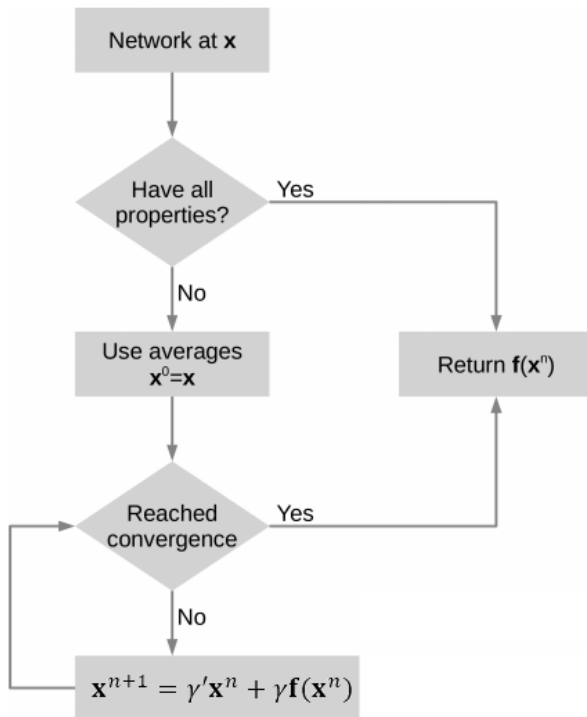 Network at x
Have all
properties?
Yes
No
Use averages
x⁰=x
Return f(xⁿ)
Reached
convergence
Yes
No
xⁿ⁺¹ = γ′xⁿ + γf(xⁿ)